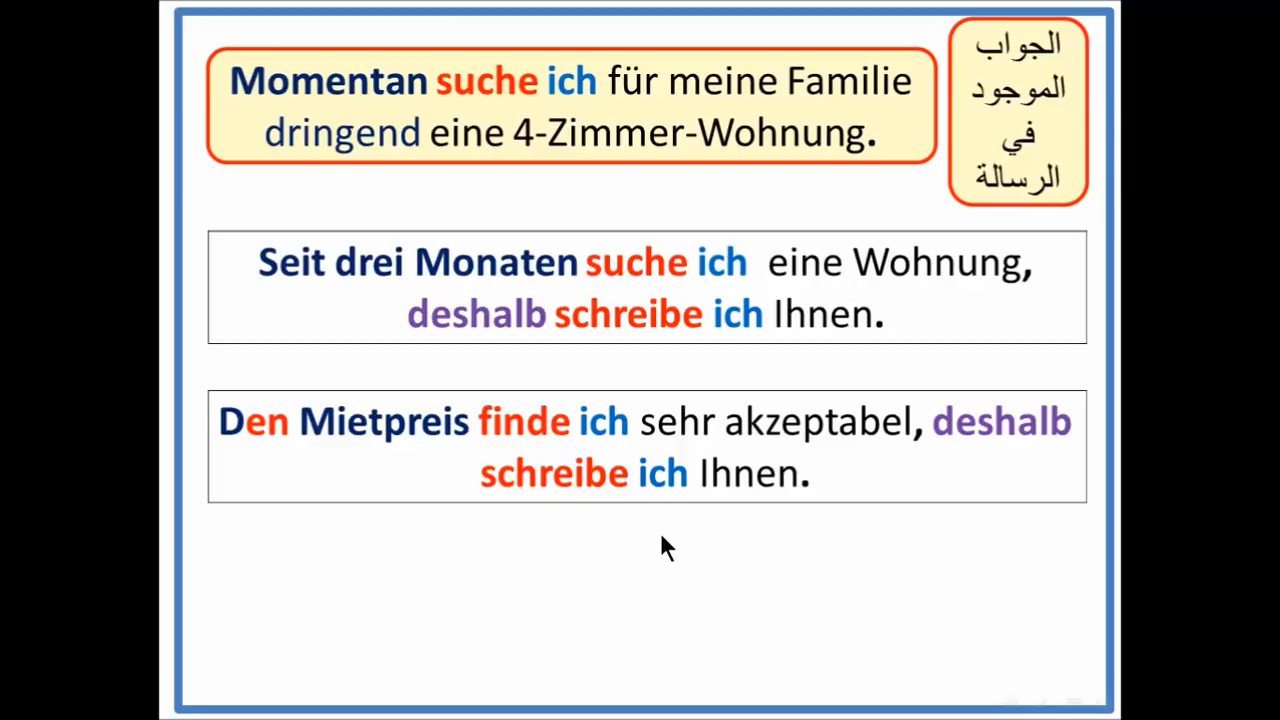 Momentan suche ich für meine Familie
dringend eine 4-Zimmer-Wohnung.
الجواب
الموجود
في
الرسالة
Seit drei Monaten suche ich eine Wohnung,
deshalb schreibe ich Ihnen.
Den Mietpreis finde ich sehr akzeptabel, deshalb
schreibe ich Ihnen.